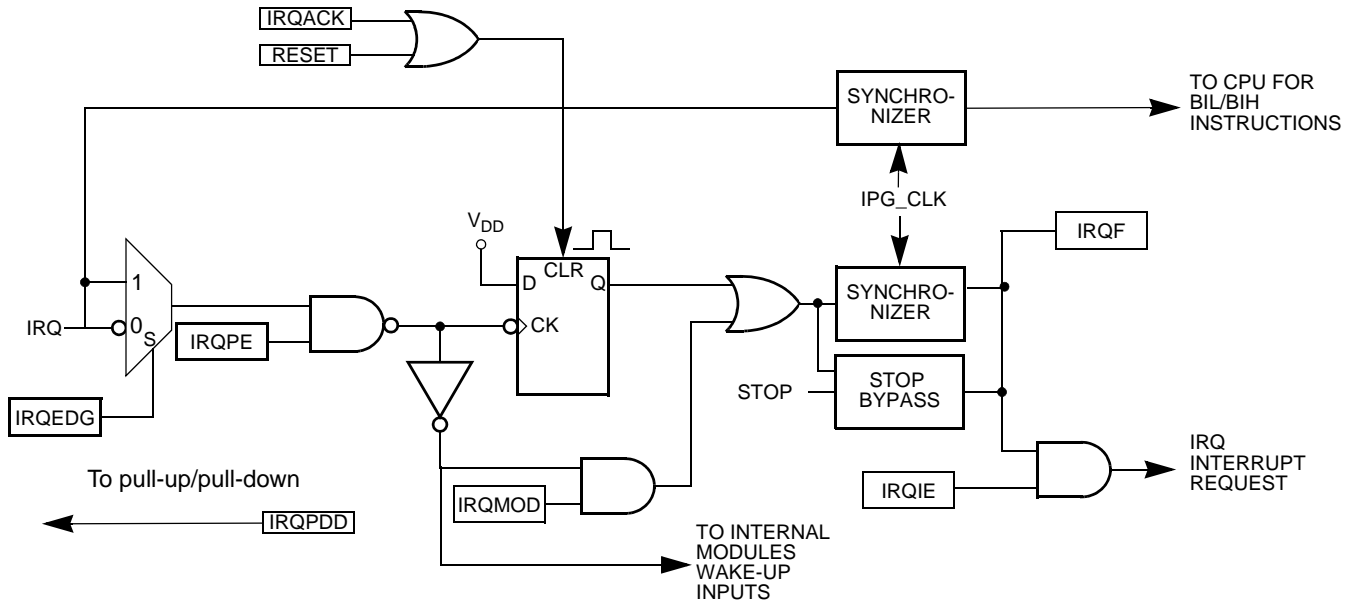 IRQACK
RESET
SYNCHRO-
NIZER
TO CPU FOR
BIL/BIH
INSTRUCTIONS
IPG_CLK
VDD
IRQF
CLR
D
Q
CK
1
0
S
IRQ
IRQPE
SYNCHRO-
NIZER
STOP
STOP
BYPASS
IRQEDG
To pull-up/pull-down
IRQPDD
IRQMOD
IRQIE
IRQ
INTERRUPT
REQUEST
TO INTERNAL
MODULES
WAKE-UP
INPUTS